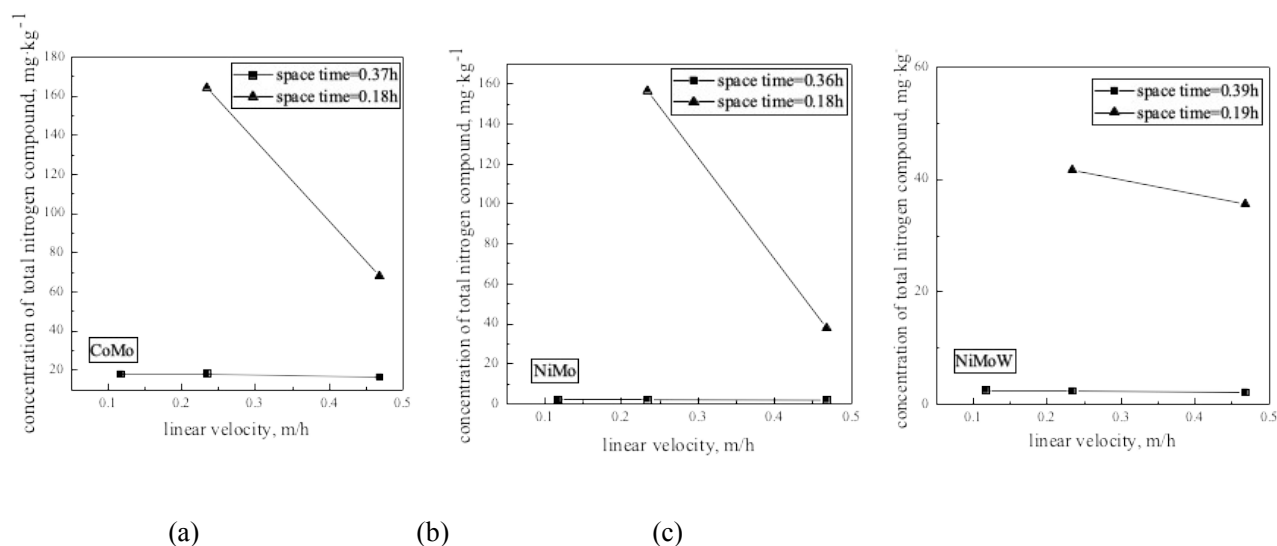 concentration of total nitrogen compound, mg·kg⁻¹
180
160
140
120
100
80
60
40
20
space time=0.37h
space time=0.18h
CoMo
0.1 0.2 0.3 0.4 0.5
linear velocity, m/h
concentration of total nitrogen compound, mg·kg⁻¹
160
140
120
100
80
60
40
20
0
space time=0.36h
space time=0.18h
NiMo
0.1 0.2 0.3 0.4 0.5
linear velocity, m/h
concentration of total nitrogen compound, mg·kg
60
40
20
0
space time=0.39h
space time=0.19h
NiMoW
0.1 0.2 0.3 0.4 0.5
linear velocity, m/h
(a) (b) (c)